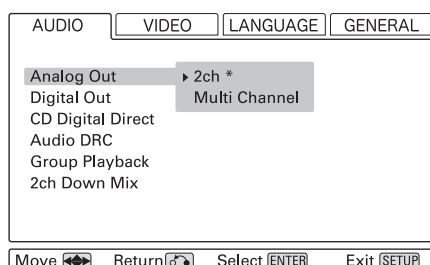 AUDIO VIDEO LANGUAGE GENERAL
Analog Out 2ch *
Digital Out Multi Channel
CD Digital Direct
Audio DRC
Group Playback
2ch Down Mix
Move Return Select ENTER Exit SETUP